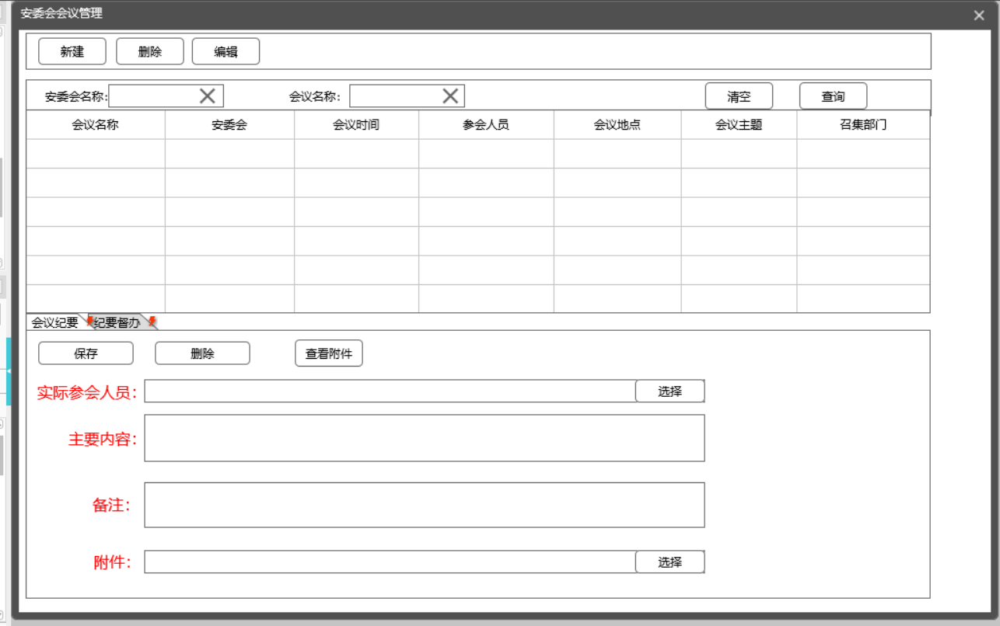 安委会会议管理
新建 删除 编辑
安委会名称: 会议名称: 清空 查询
会议名称 安委会 会议时间 参会人员 会议地点 会议主题 召集部门
会议纪要 纪要督办
保存 删除 查看附件
实际参会人员: 选择
主要内容:
备注:
附件: 选择